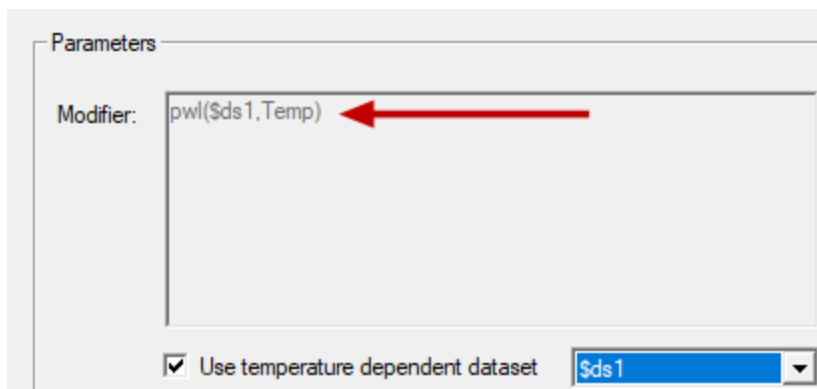 Parameters
Modifier:
pwl($ds1,Temp)
Use temperature dependent dataset
$ds1